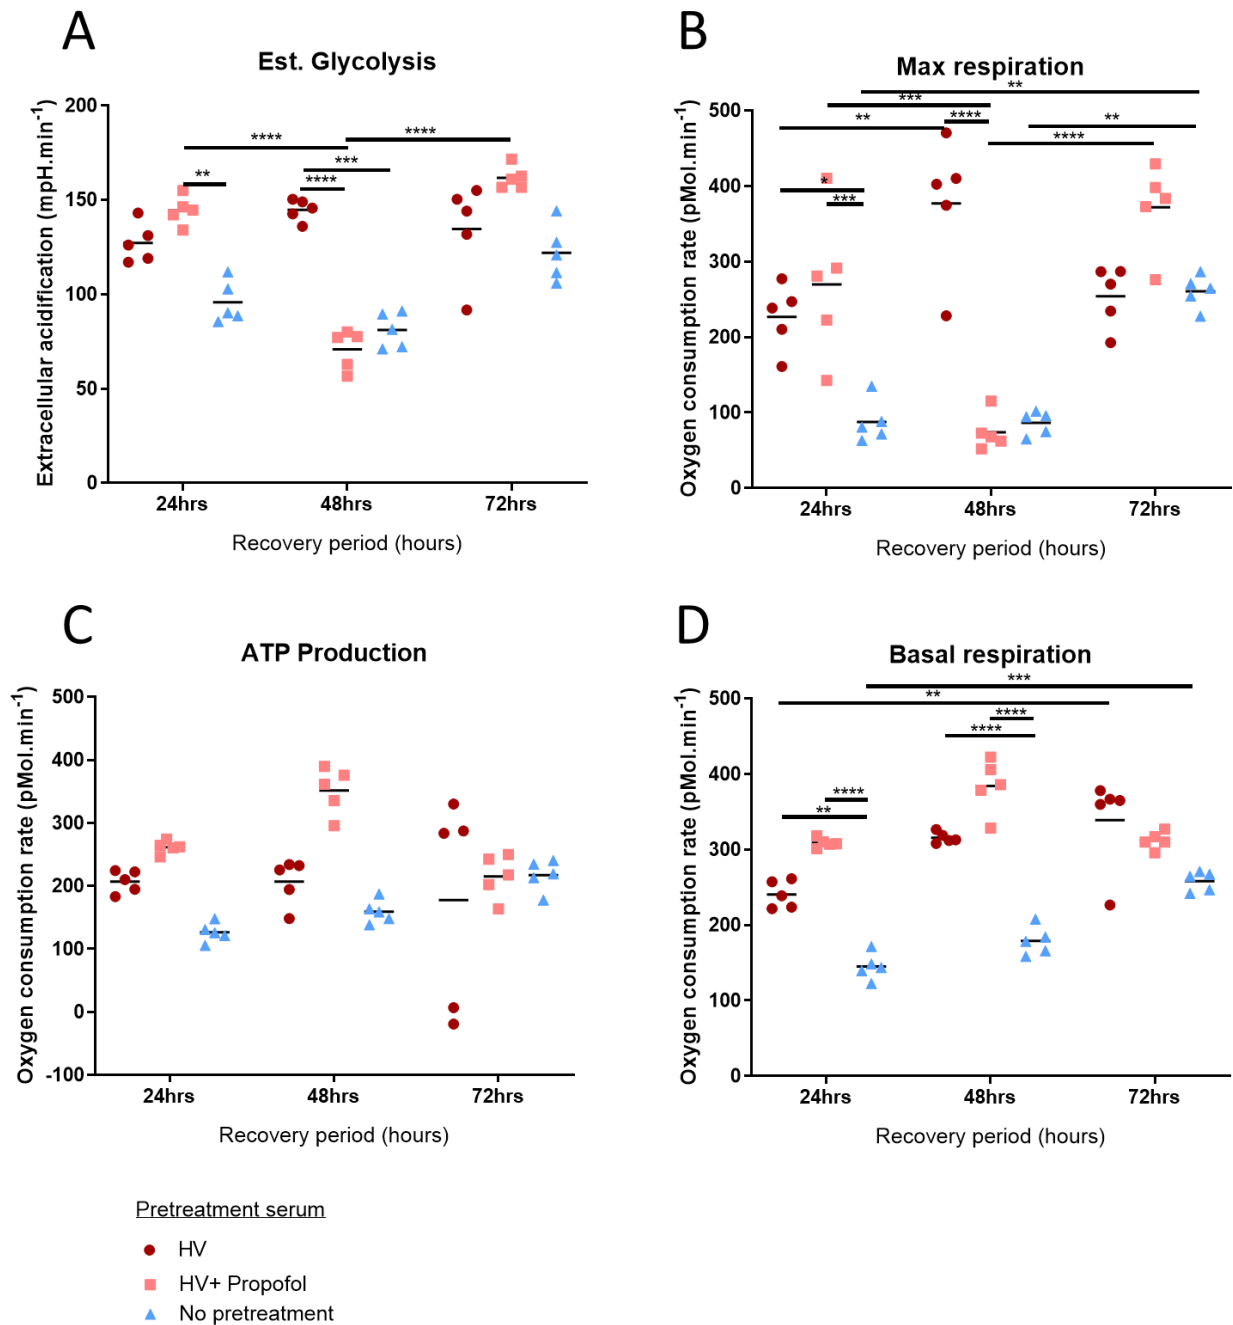 A
Est. Glycolysis
Extracellular acidification (mpH.min-1)
200
150
100
50
0
****
****
**
***
****
24hrs
48hrs
72hrs
Recovery period (hours)
B
Max respiration
Oxygen consumption rate (pMol.min-1)
500
400
300
200
100
0
**
***
**
****
**
****
*
***
24hrs
48hrs
72hrs
Recovery period (hours)
C
ATP Production
Oxygen consumption rate (pMol.min-1)
500
400
300
200
100
0
-100
24hrs
48hrs
72hrs
Recovery period (hours)
D
Basal respiration
Oxygen consumption rate (pMol.min-1)
500
400
300
200
100
0
***
**
****
****
****
**
24hrs
48hrs
72hrs
Recovery period (hours)
Pretreatment serum
HV
HV+ Propofol
No pretreatment